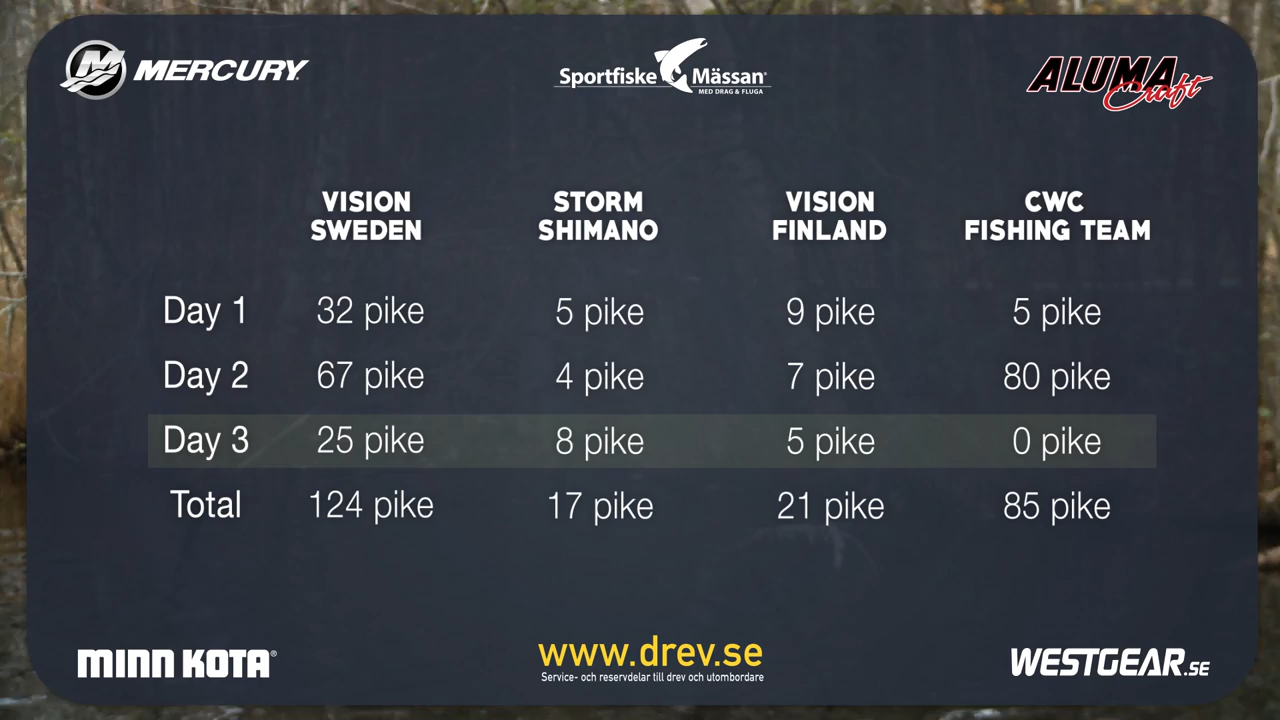 MERCURY
Sportfiske Mässan
MED DRAG & FLUGA
ALUMA
Craft
VISION SWEDEN
STORM SHIMANO
VISION FINLAND
CWC FISHING TEAM
Day 1 32 pike 5 pike 9 pike 5 pike
Day 2 67 pike 4 pike 7 pike 80 pike
Day 3 25 pike 8 pike 5 pike 0 pike
Total 124 pike 17 pike 21 pike 85 pike
MINN KOTA®
www.drev.se
Service- och reservdelar till drev och utombordare
WESTGEAR.SE